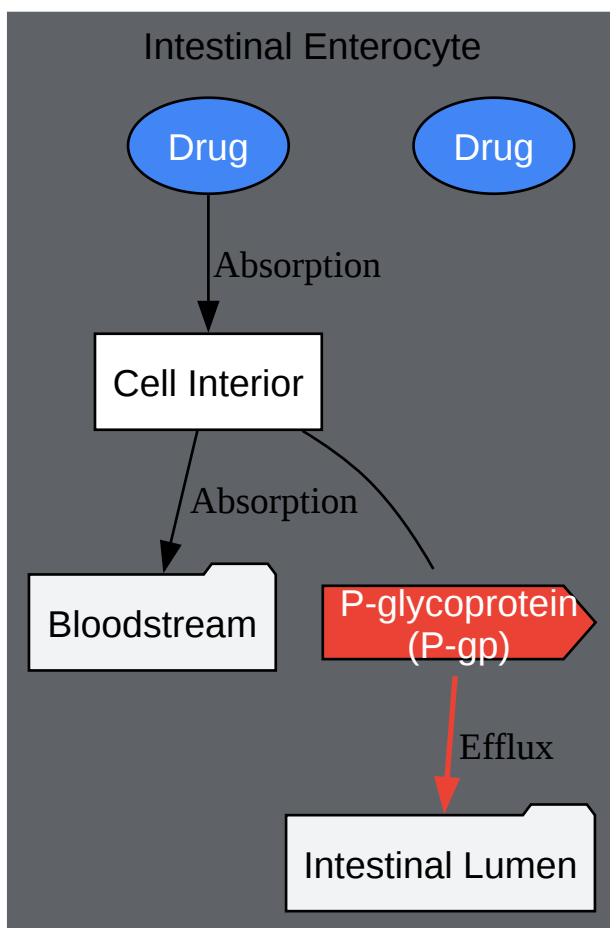 Intestinal Enterocyte
Drug
Drug
Absorption
Cell Interior
Absorption
Bloodstream
P-glycoprotein
(P-gp)
Efflux
Intestinal Lumen